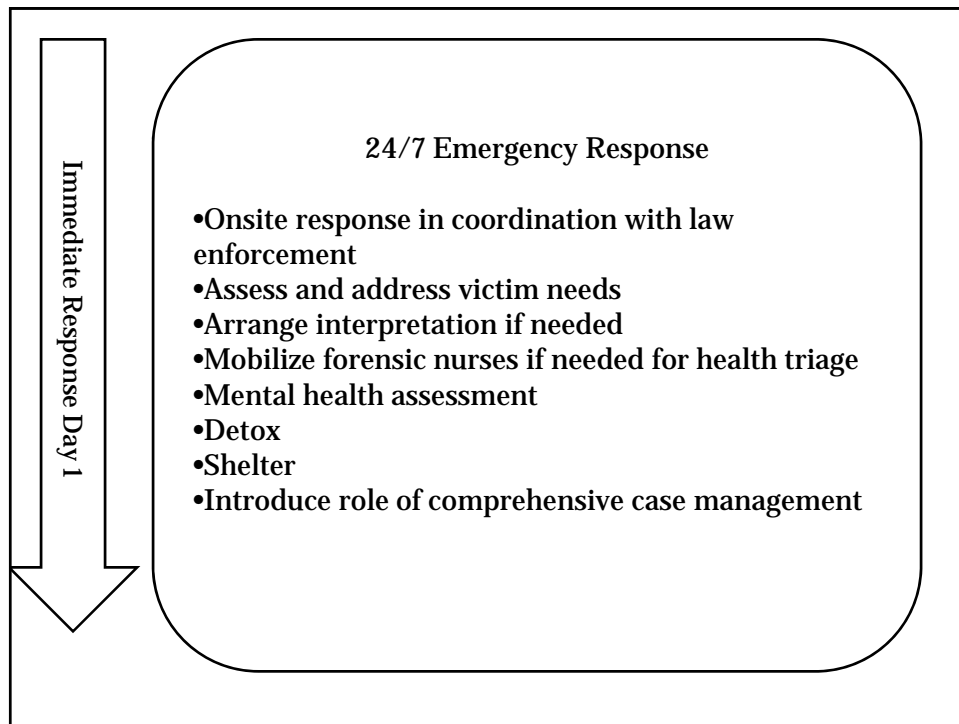 Immediate Response Day 1
24/7 Emergency Response
•Onsite response in coordination with law
enforcement
•Assess and address victim needs
•Arrange interpretation if needed
•Mobilize forensic nurses if needed for health triage
•Mental health assessment
•Detox
•Shelter
•Introduce role of comprehensive case management